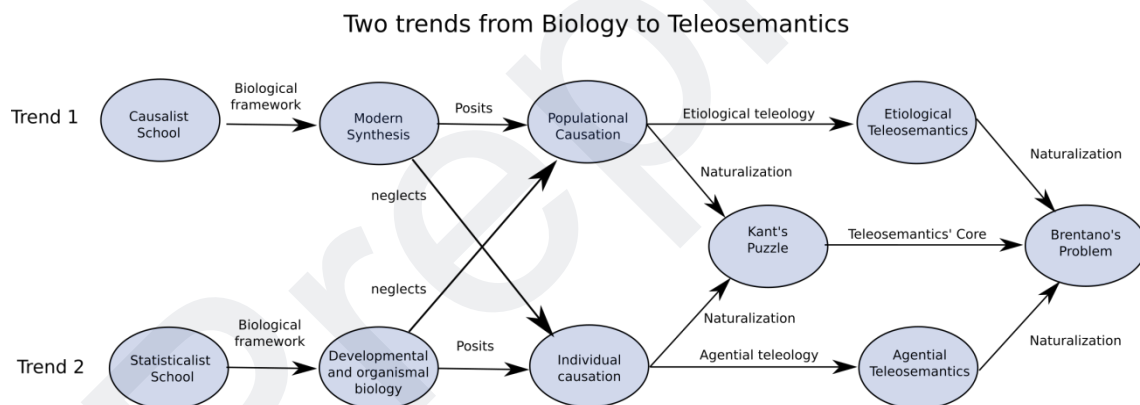 Two trends from Biology to Teleosemantics
Trend 1
Causalist
School
Biological
framework
Modern
Synthesis
Posits
Populational
Causation
Etiological teleology
Etiological
Teleosemantics
Naturalization
Naturalization
neglects
Kant's
Puzzle
Teleosemantics' Core
Brentano's
Problem
neglects
Naturalization
Naturalization
Trend 2
Statisticalist
School
Biological
framework
Developmental
and organismal
biology
Posits
Individual
causation
Agential teleology
Agential
Teleosemantics